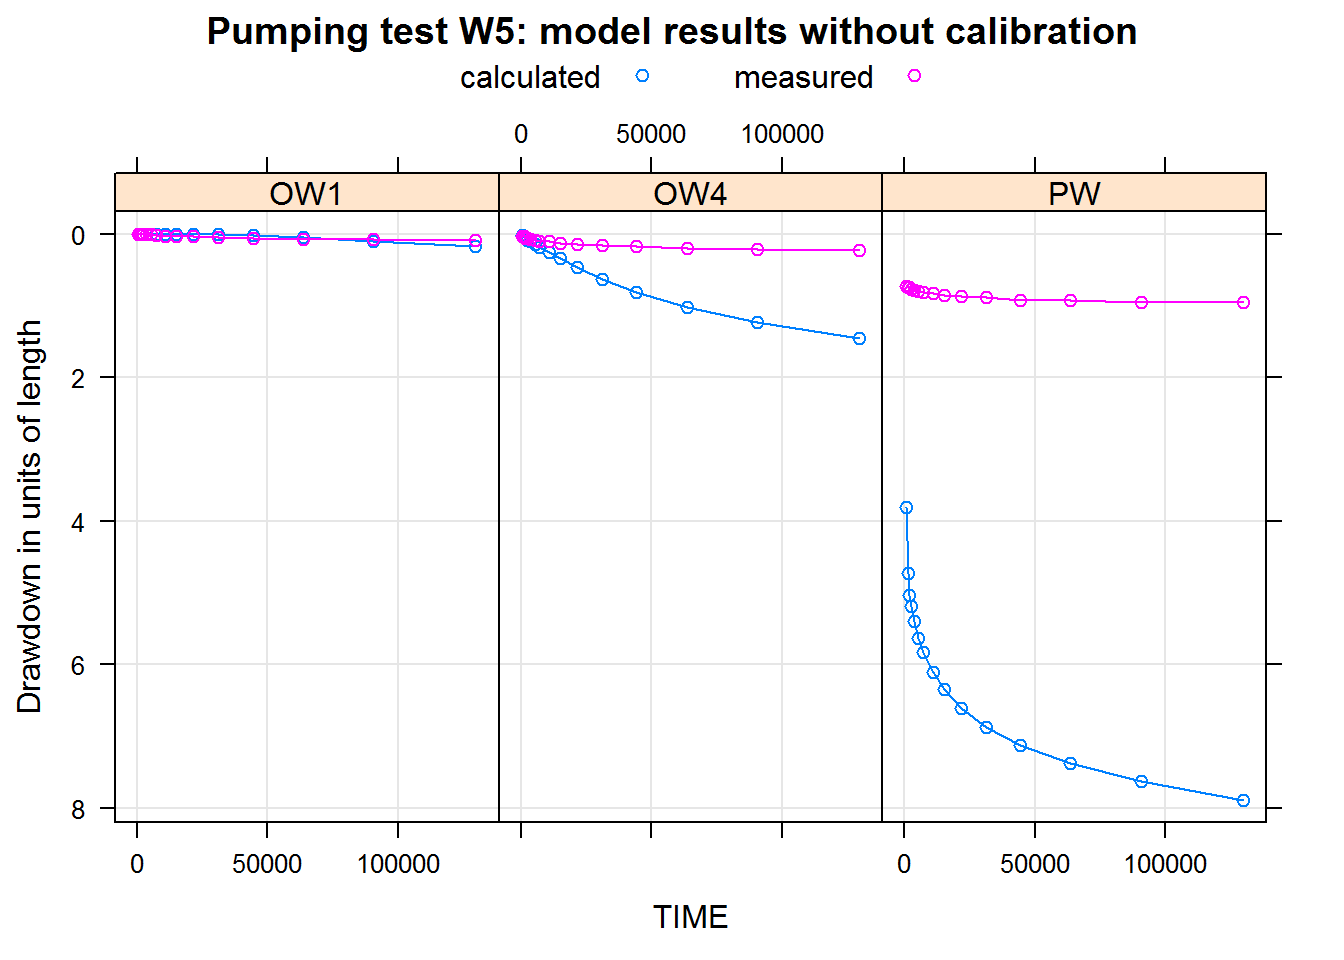 Pumping test W5: model results without calibration
calculated measured
0 50000 100000
OW1 OW4 PW
0
2
4
6
8
Drawdown in units of length
0 50000 100000 0 50000 100000
TIME